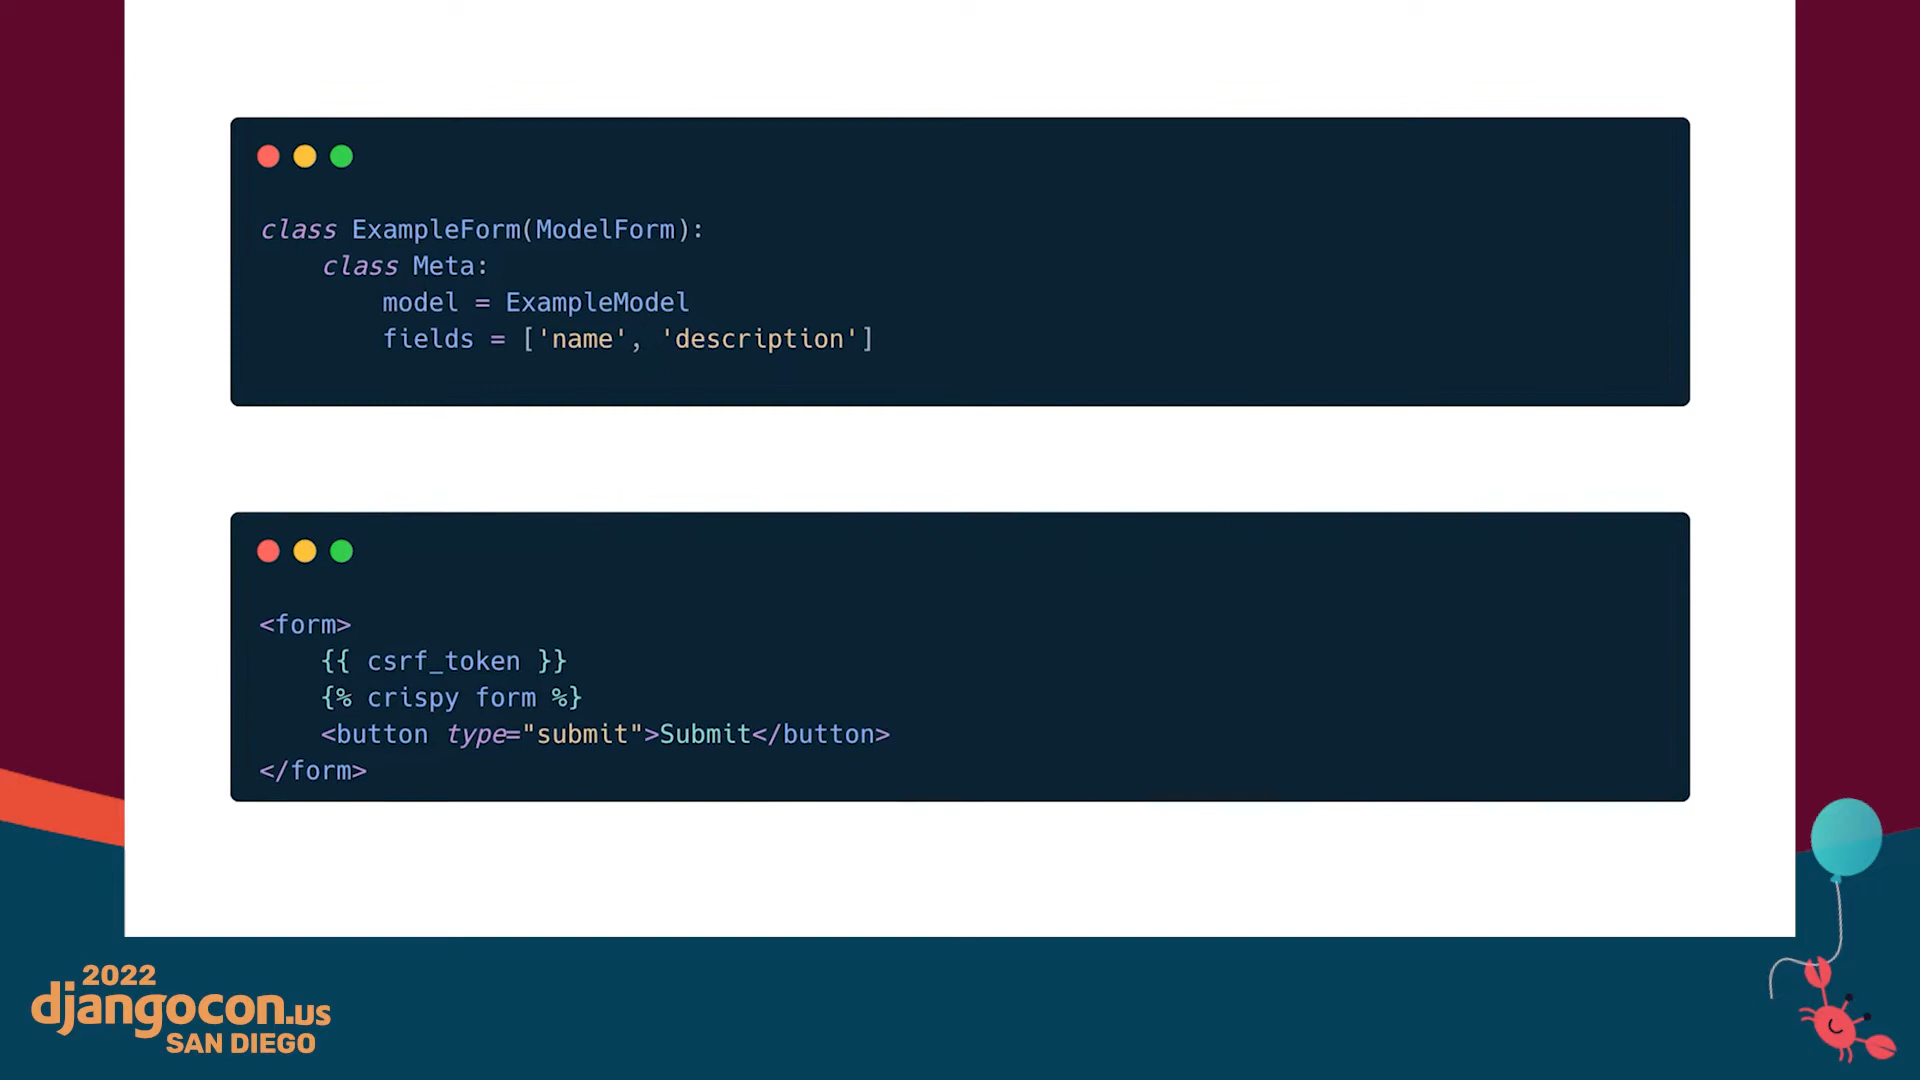 class ExampleForm(ModelForm):
    class Meta:
        model = ExampleModel
        fields = ['name', 'description']
<form>
    {{ csrf_token }}
    {% crispy form %}
    <button type="submit">Submit</button>
</form>
2022
djangocon.us
SAN DIEGO